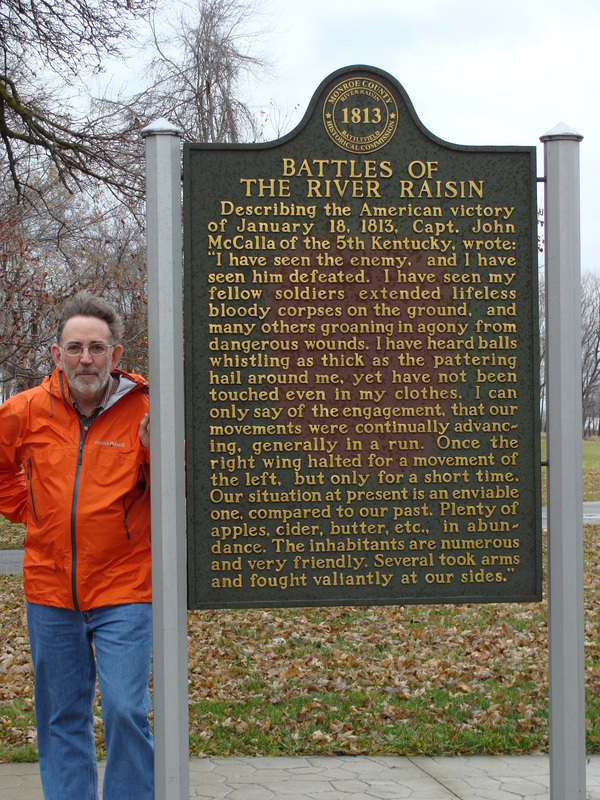 MONROE COUNTY
RIVER RAISIN
1813
BATTLEFIELD
HISTORICAL COMMISSION
BATTLES OF
THE RIVER RAISIN
Describing the American victory
of January 18, 1813, Capt. John
McCalla of the 5th Kentucky, wrote:
"I have seen the enemy, and I have
seen him defeated. I have seen my
fellow soldiers extended lifeless
bloody corpses on the ground, and
many others groaning in agony from
dangerous wounds. I have heard balls
whistling as thick as the pattering
hail around me, yet have not been
touched even in my clothes. I can
only say of the engagement, that our
movements were continually advanc-
ing, generally in a run. Once the
right wing halted for a movement of
the left, but only for a short time.
Our situation at present is an enviable
one, compared to our past. Plenty of
apples, cider, butter, etc., in abun-
dance. The inhabitants are numerous
and very friendly. Several took arms
and fought valiantly at our sides."
mont-bell